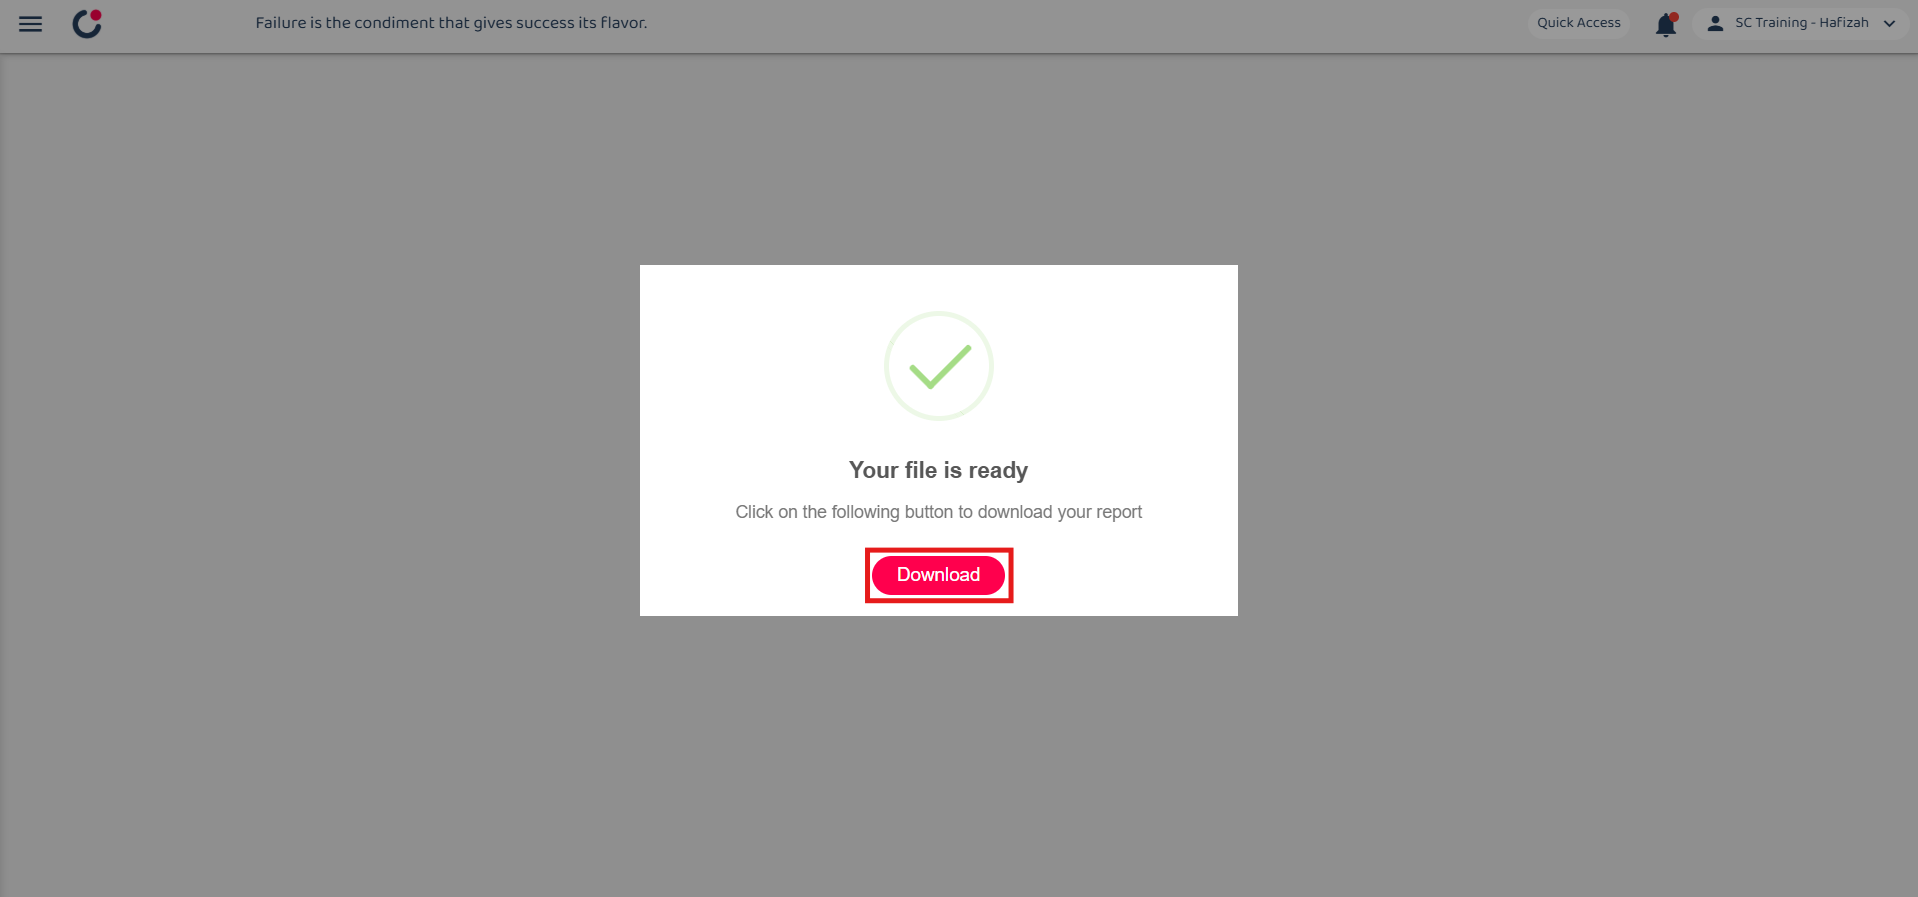 Failure is the condiment that gives success its flavor.
Quick Access
SC Training - Hafizah
Your file is ready
Click on the following button to download your report
Download